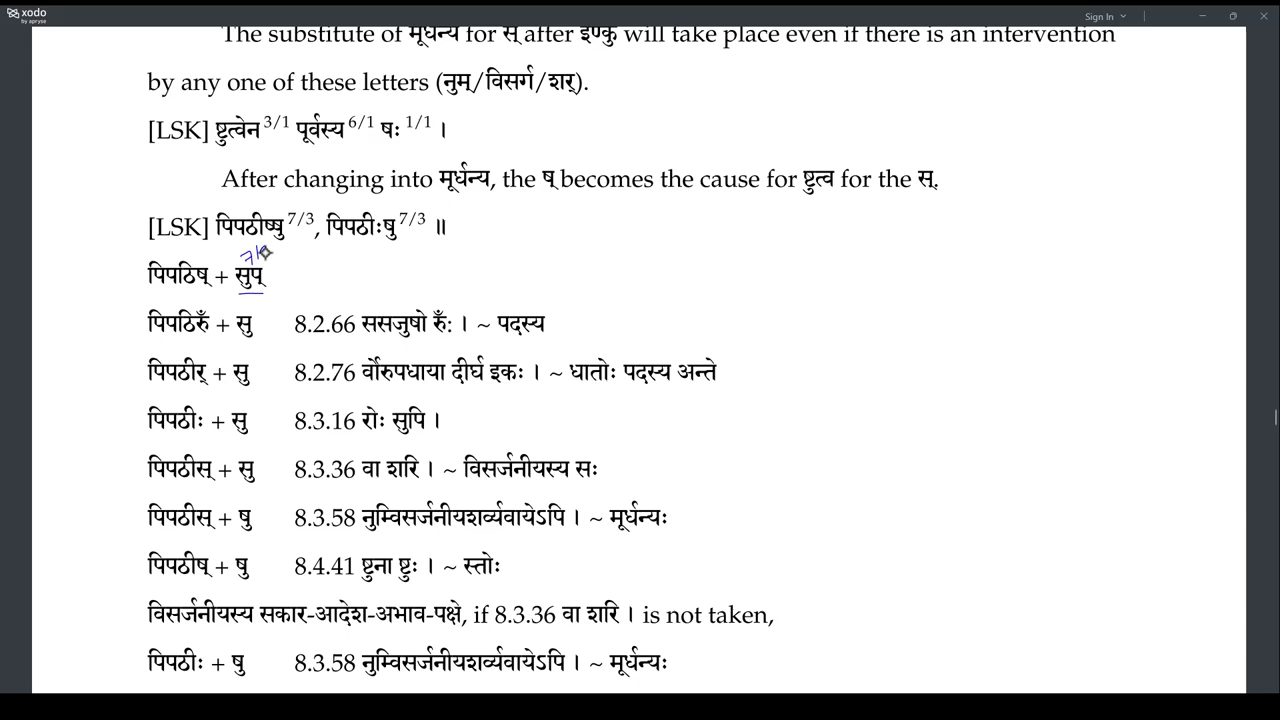 xodo
by apryse
Sign In
The substitute of मूर्धन्य for स् after इण्कु will take place even if there is an intervention
by any one of these letters (नुम्/विसर्ग/शर्).
[LSK] ष्टुत्वेन 3/1 पूर्वस्य 6/1 षः 1/1 ।
After changing into मूर्धन्य, the ष् becomes the cause for ष्टुत्व for the स्.
[LSK] पिपठीष्षु 7/3, पिपठीःषु 7/3 ॥
पिपठिष् + सुप्
पिपठिरुँ + सु 8.2.66 ससजुषो रुँ: । ~ पदस्य
पिपठीर् + सु 8.2.76 र्वोरुपधाया दीर्घ इकः । ~ धातोः पदस्य अन्ते
पिपठीः + सु 8.3.16 रोः सुपि ।
पिपठीस् + सु 8.3.36 वा शरि । ~ विसर्जनीयस्य सः
पिपठीस् + षु 8.3.58 नुम्विसर्जनीयशर्व्यवायेऽपि । ~ मूर्धन्यः
पिपठीष् + षु 8.4.41 ष्टुना ष्टुः । ~ स्तोः
विसर्जनीयस्य सकार-आदेश-अभाव-पक्षे, if 8.3.36 वा शरि । is not taken,
पिपठीः + षु 8.3.58 नुम्विसर्जनीयशर्व्यवायेऽपि । ~ मूर्धन्यः